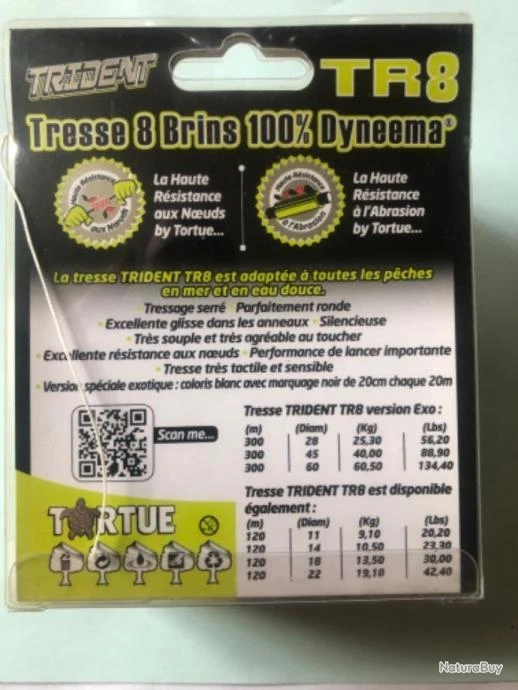 TRIDENT
TR8
Tresse 8 Brins 100% Dyneema®
Haute Résistance
aux Nœuds
La Haute
Résistance
aux Nœuds
by Tortue...
Haute Résistance
à l'Abrasion
La Haute
Résistance
à l'Abrasion
by Tortue...
La tresse TRIDENT TR8 est adaptée à toutes les pêches
en mer et en eau douce.
Tressage serré Parfaitement ronde
Excellente glisse dans les anneaux Silencieuse
Très souple et très agréable au toucher
Excellente résistance aux nœuds Performance de lancer importante
Tresse très tactile et sensible
Version spéciale exotique : coloris blanc avec marquage noir de 20cm chaque 20m
Scan me...
Tresse TRIDENT TR8 version Exo :
(m) (Diam) (Kg) (Lbs)
300 28 25,30 56,20
300 45 40,00 88,90
300 60 60,50 134,40
TORTUE
Tresse TRIDENT TR8 est disponible
également :
(m) (Diam) (Kg) (Lbs)
120 11 9,10 20,20
120 14 10,50 23,30
120 18 13,50 30,00
120 22 19,10 42,40
NaturaBuy